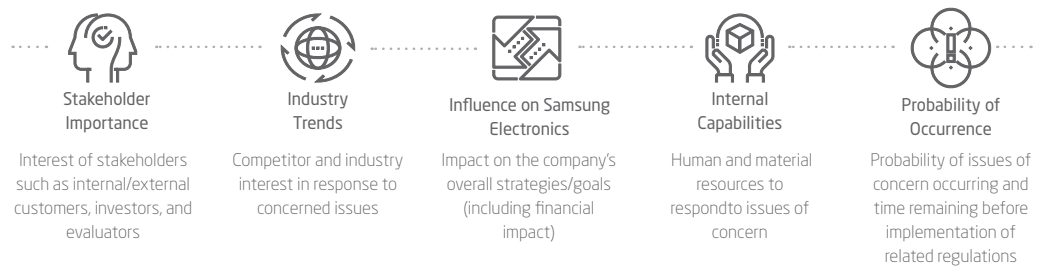 Stakeholder
Importance
Interest of stakeholders
such as internal/external
customers, investors, and
evaluators
Industry
Trends
Competitor and industry
interest in response to
concerned issues
Influence on Samsung
Electronics
Impact on the company's
overall strategies/goals
(including financial
impact)
Internal
Capabilities
Human and material
resources to
respondto issues of
concern
Probability of
Occurrence
Probability of issues of
concern occurring and
time remaining before
implementation of
related regulations